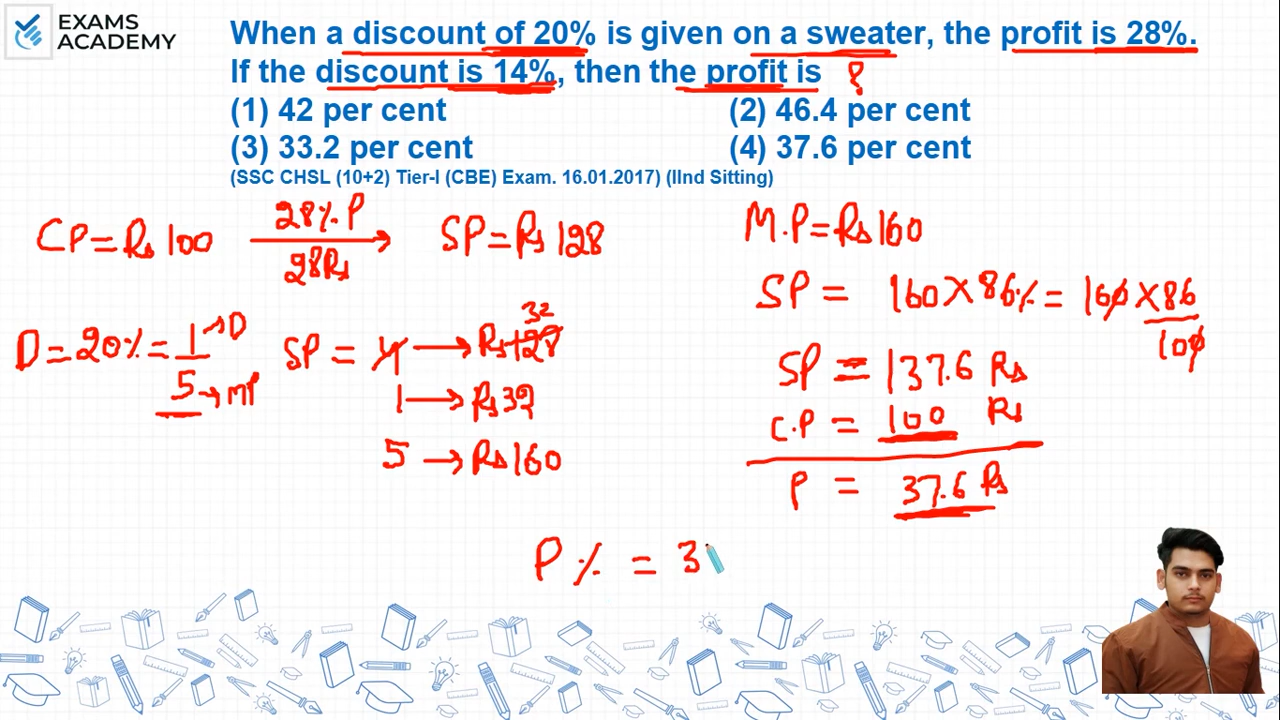 EXAMS
ACADEMY
When a discount of 20% is given on a sweater, the profit is 28%.
If the discount is 14%, then the profit is ?
(1) 42 per cent (2) 46.4 per cent
(3) 33.2 per cent (4) 37.6 per cent
(SSC CHSL (10+2) Tier-I (CBE) Exam. 16.01.2017) (IInd Sitting)
CP = Rs 100 28% P SP = Rs 128
28 Rs
D = 20% = 1 → D
5 → MP
SP = 4 → Rs 128 32
1 → Rs 32
5 → Rs 160
M.P = Rs 160
SP = 160 × 86% = 160 × 86
100
SP = 137.6 Rs
C.P = 100 Rs
P = 37.6 Rs
P % = 3